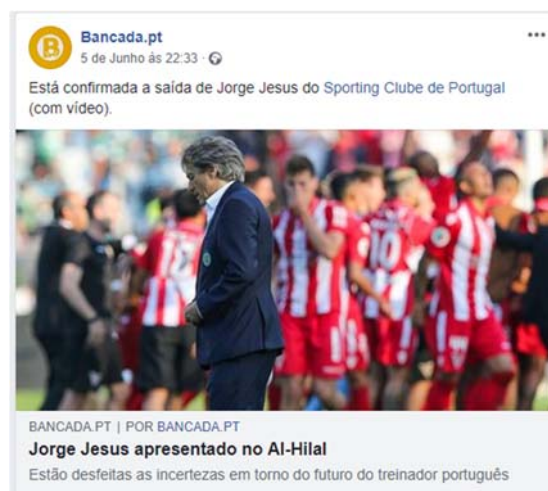 Bancada.pt
5 de Junho às 22:33
Está confirmada a saída de Jorge Jesus do Sporting Clube de Portugal
(com vídeo).
10
BANCADA.PT | POR BANCADA.PT
Jorge Jesus apresentado no Al-Hilal
Estão desfeitas as incertezas em torno do futuro do treinador português